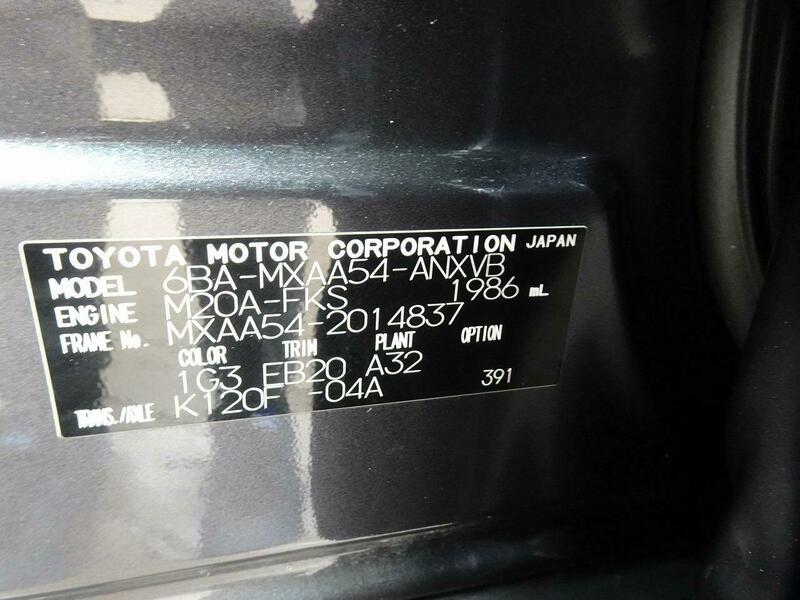 TOYOTA MOTOR CORPORATION JAPAN
MODEL 6BA-MXAA54-ANXVB
ENGINE M20A-FKS 1986 mL
FRAME No. MXAA54-2014837
COLOR TRIM PLANT OPTION
1G3 EB20 A32 391
TRANS./AXLE K120F -04A